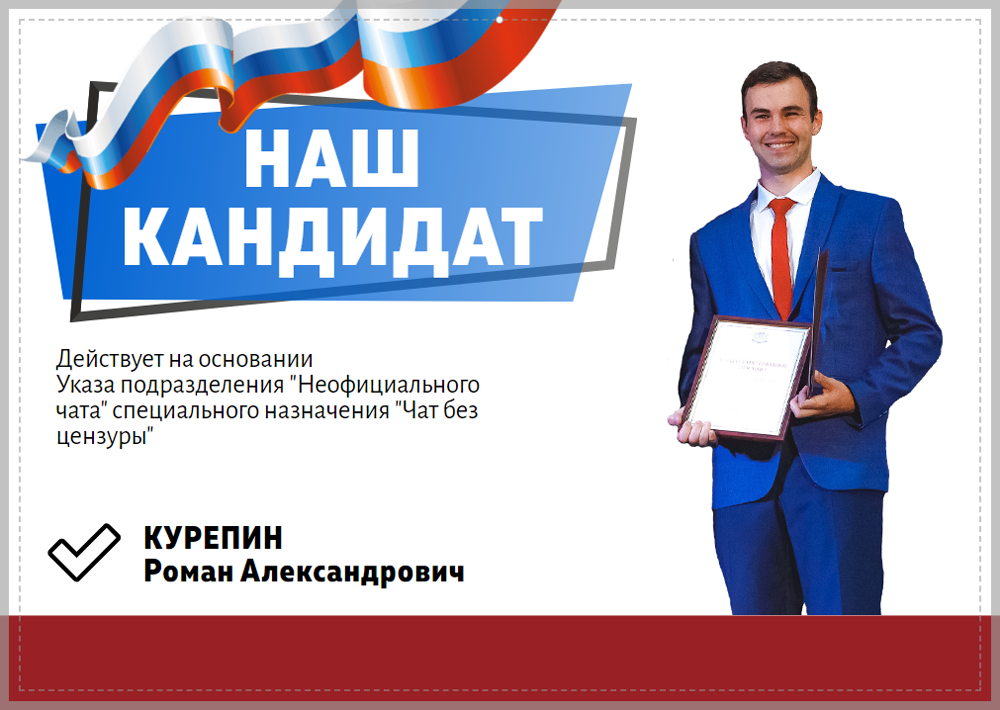 НАШ
КАНДИДАТ
Действует на основании
Указа подразделения "Неофициального
чата" специального назначения "Чат без
цензуры"
КУРЕПИН
Роман Александрович